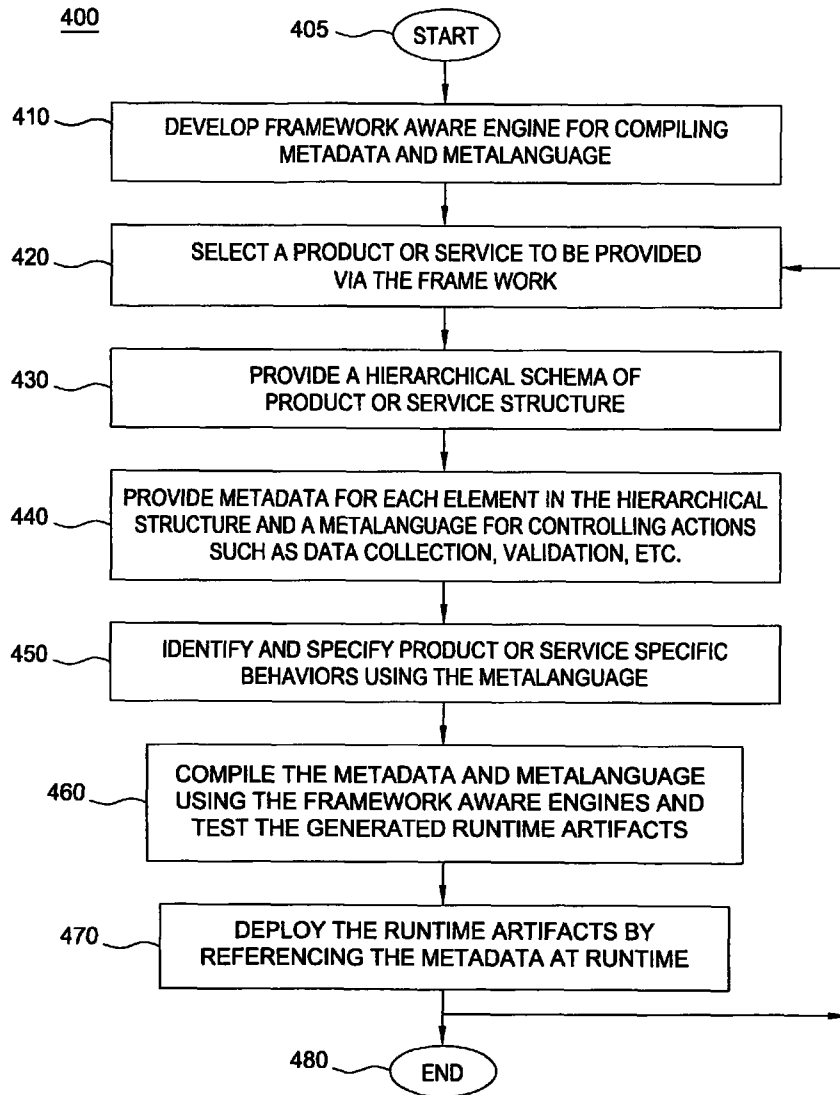 400
405
START
410
DEVELOP FRAMEWORK AWARE ENGINE FOR COMPILING
METADATA AND METALANGUAGE
420
SELECT A PRODUCT OR SERVICE TO BE PROVIDED
VIA THE FRAME WORK
430
PROVIDE A HIERARCHICAL SCHEMA OF
PRODUCT OR SERVICE STRUCTURE
440
PROVIDE METADATA FOR EACH ELEMENT IN THE HIERARCHICAL
STRUCTURE AND A METALANGUAGE FOR CONTROLLING ACTIONS
SUCH AS DATA COLLECTION, VALIDATION, ETC.
450
IDENTIFY AND SPECIFY PRODUCT OR SERVICE SPECIFIC
BEHAVIORS USING THE METALANGUAGE
460
COMPILE THE METADATA AND METALANGUAGE
USING THE FRAMEWORK AWARE ENGINES AND
TEST THE GENERATED RUNTIME ARTIFACTS
470
DEPLOY THE RUNTIME ARTIFACTS BY
REFERENCING THE METADATA AT RUNTIME
480
END